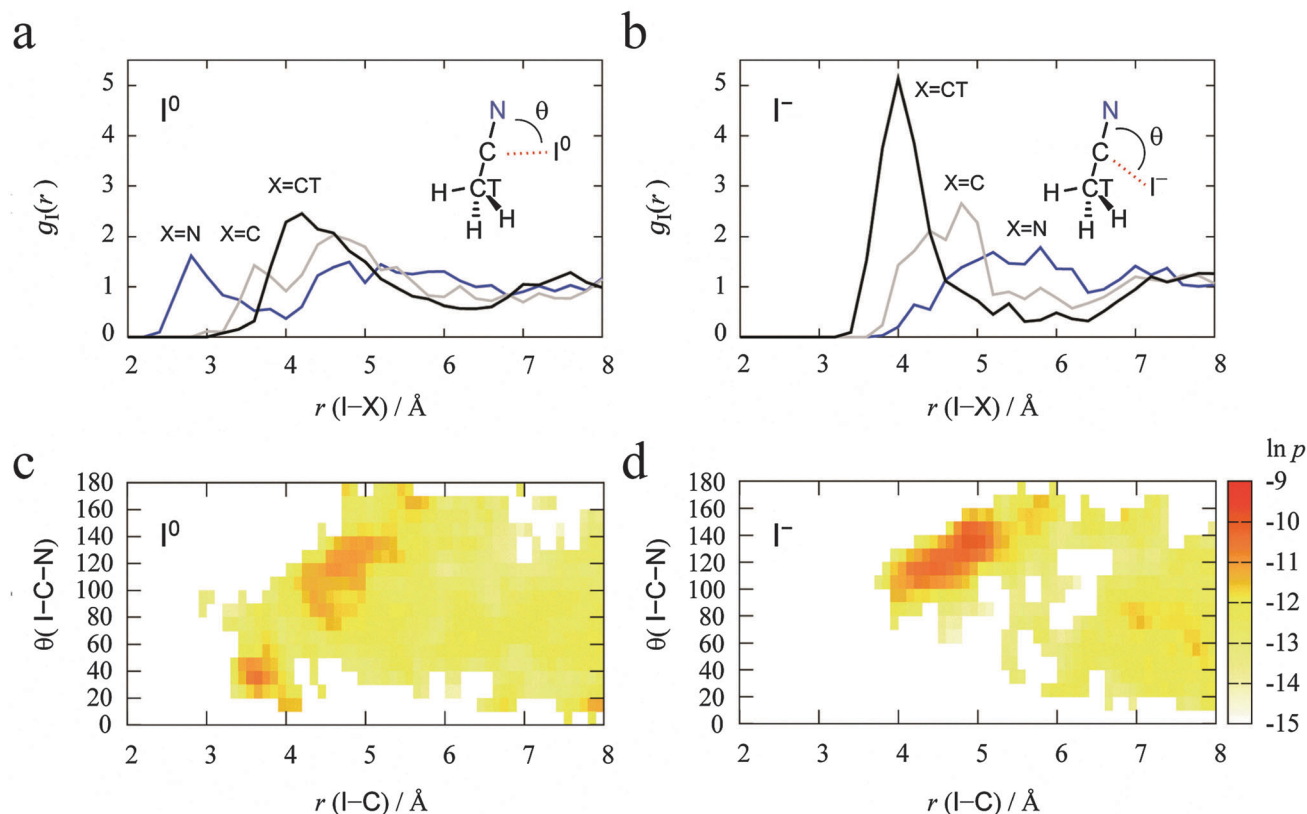 a
b
I⁰
I⁻
5
4
3
2
1
0
g_I(r)
X=N
X=C
X=CT
N
θ
C
I⁰
H
CT
H
H
2 3 4 5 6 7 8
r (I−X) / Å
5
4
3
2
1
0
g_I(r)
X=CT
X=C
X=N
N
θ
C
I⁻
H
CT
H
H
2 3 4 5 6 7 8
r (I−X) / Å
c
d
ln p
I⁰
I⁻
180
160
140
120
100
80
60
40
20
0
θ( I−C−N)
2 3 4 5 6 7 8
r (I−C) / Å
180
160
140
120
100
80
60
40
20
0
θ( I−C−N)
2 3 4 5 6 7 8
r (I−C) / Å
-9
-10
-11
-12
-13
-14
-15